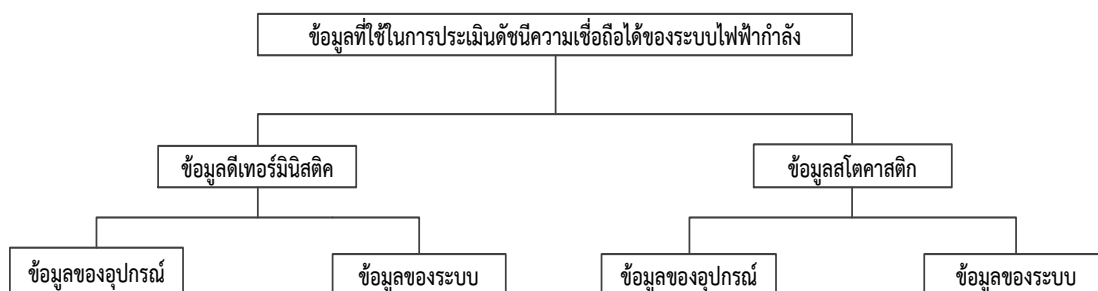 ข้อมูลที่ใช้ในการประเมินดัชนีความเชื่อถือได้ของระบบไฟฟ้ากำลัง
ข้อมูลดีเทอร์มินิสติค
ข้อมูลสโตคาสติก
ข้อมูลของอุปกรณ์
ข้อมูลของระบบ
ข้อมูลของอุปกรณ์
ข้อมูลของระบบ